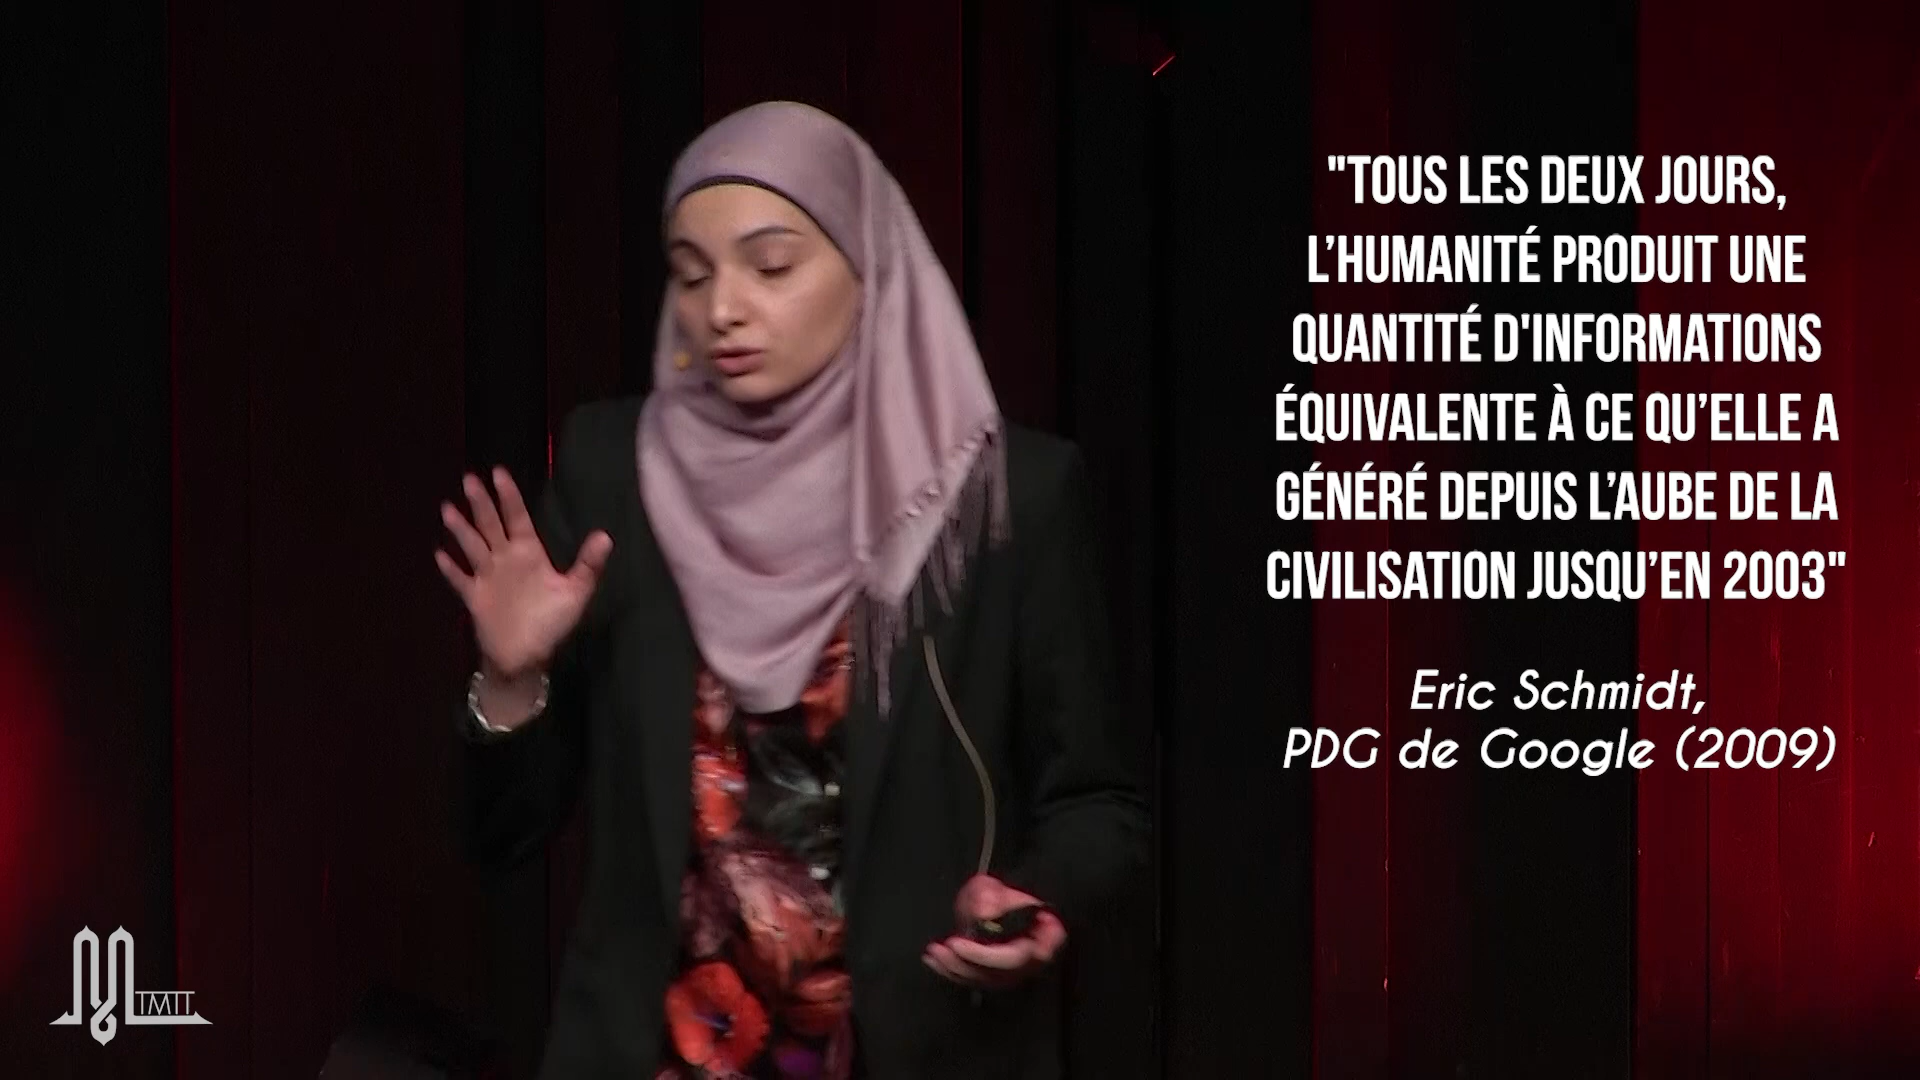 "TOUS LES DEUX JOURS,
L’HUMANITÉ PRODUIT UNE
QUANTITÉ D'INFORMATIONS
ÉQUIVALENTE À CE QU’ELLE A
GÉNÉRÉ DEPUIS L’AUBE DE LA
CIVILISATION JUSQU’EN 2003"
Eric Schmidt,
PDG de Google (2009)
TMTT